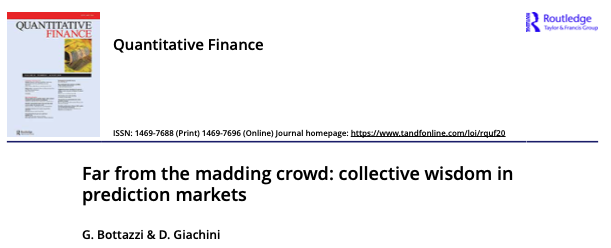 QUANTITATIVE
FINANCE
Routledge
Taylor & Francis Group
Quantitative Finance
ISSN: 1469-7688 (Print) 1469-7696 (Online) Journal homepage: https://www.tandfonline.com/loi/rquf20
Far from the madding crowd: collective wisdom in
prediction markets
G. Bottazzi & D. Giachini